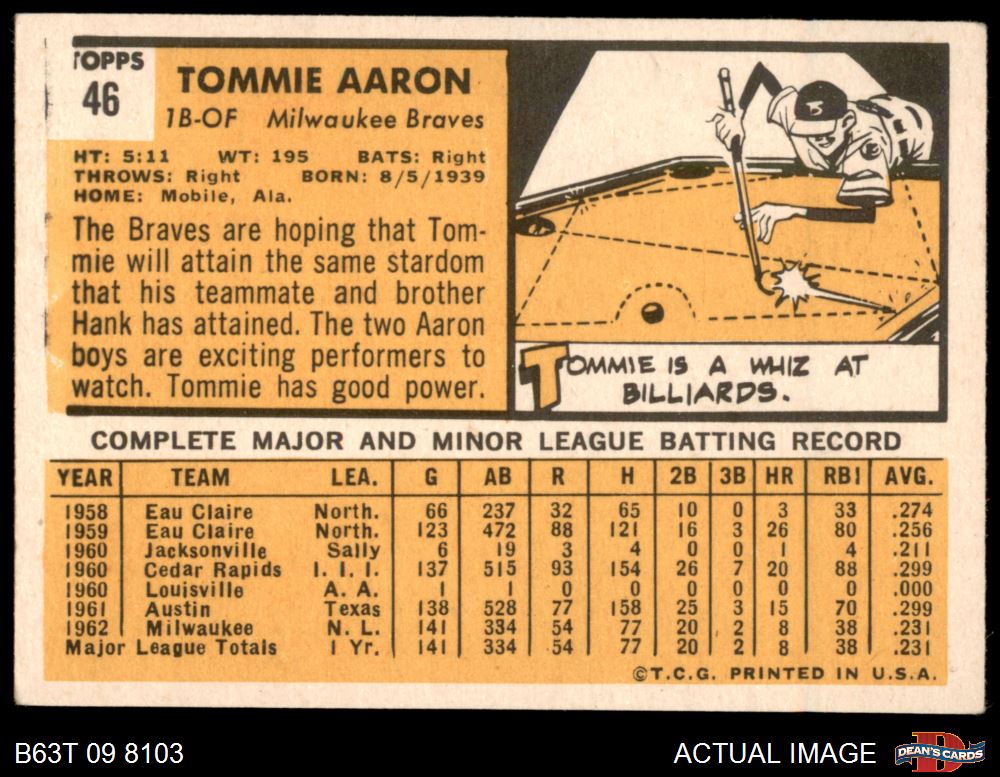 TOPPS
46
TOMMIE AARON
1B-OF Milwaukee Braves
HT: 5:11 WT: 195 BATS: Right
THROWS: Right BORN: 8/5/1939
HOME: Mobile, Ala.
The Braves are hoping that Tom-
mie will attain the same stardom
that his teammate and brother
Hank has attained. The two Aaron
boys are exciting performers to
watch. Tommie has good power.
TOMMIE IS A WHIZ AT
BILLIARDS.
COMPLETE MAJOR AND MINOR LEAGUE BATTING RECORD
YEAR TEAM LEA. G AB R H 2B 3B HR RBI AVG.
1958 Eau Claire North. 66 237 32 65 10 0 3 33 .274
1959 Eau Claire North. 123 472 88 121 16 3 26 80 .256
1960 Jacksonville Sally 6 19 3 4 0 0 1 4 .211
1960 Cedar Rapids I. I. I. 137 515 93 154 26 7 20 88 .299
1960 Louisville A. A. 1 1 0 0 0 0 0 0 .000
1961 Austin Texas 138 528 77 158 25 3 15 70 .299
1962 Milwaukee N. L. 141 334 54 77 20 2 8 38 .231
Major League Totals 1 Yr. 141 334 54 77 20 2 8 38 .231
©T.C.G. PRINTED IN U.S.A.
B63T 09 8103
ACTUAL IMAGE
DEAN'S CARDS